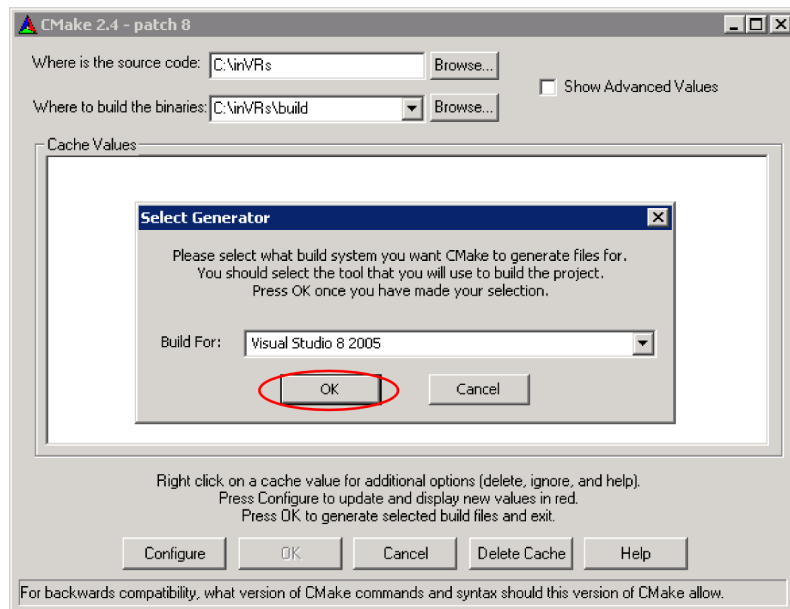 CMake 2.4 - patch 8
Where is the source code: C:\inVRs Browse...
Show Advanced Values
Where to build the binaries: C:\inVRs\build Browse...
Cache Values
Select Generator
Please select what build system you want CMake to generate files for.
You should select the tool that you will use to build the project.
Press OK once you have made your selection.
Build For: Visual Studio 8 2005
OK Cancel
Right click on a cache value for additional options (delete, ignore, and help).
Press Configure to update and display new values in red.
Press OK to generate selected build files and exit.
Configure OK Cancel Delete Cache Help
For backwards compatibility, what version of CMake commands and syntax should this version of CMake allow.